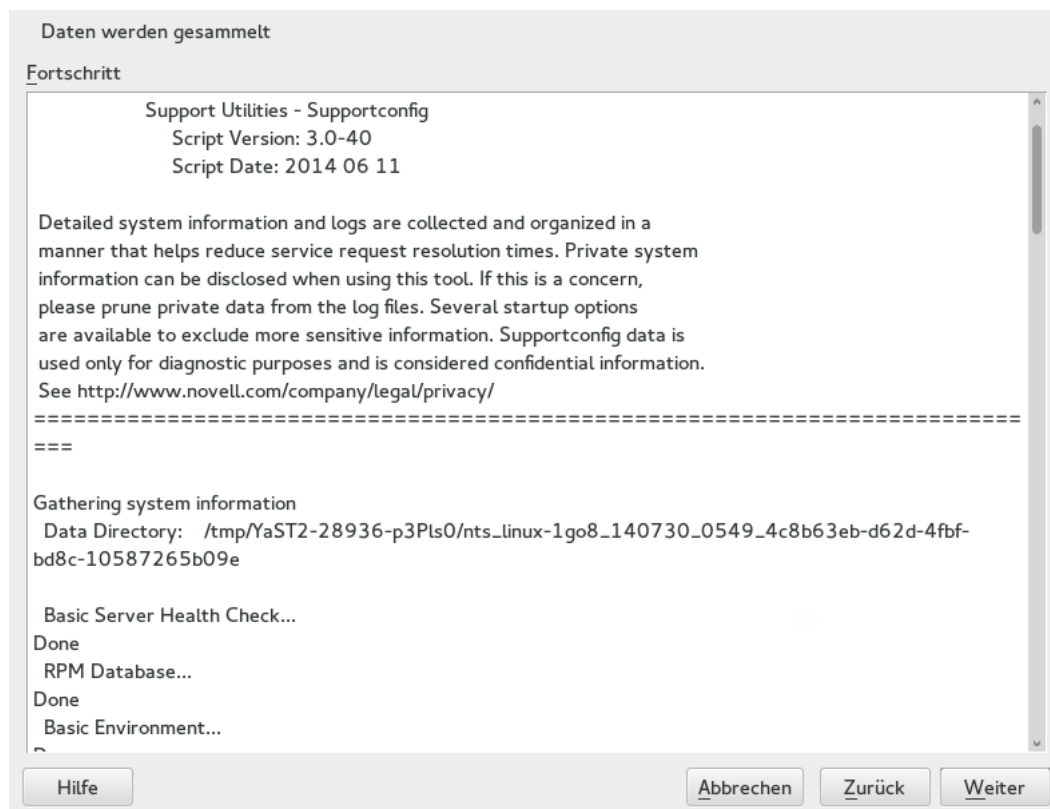 Daten werden gesammelt
Fortschritt
Support Utilities - Supportconfig
Script Version: 3.0-40
Script Date: 2014 06 11
Detailed system information and logs are collected and organized in a
manner that helps reduce service request resolution times. Private system
information can be disclosed when using this tool. If this is a concern,
please prune private data from the log files. Several startup options
are available to exclude more sensitive information. Supportconfig data is
used only for diagnostic purposes and is considered confidential information.
See http://www.novell.com/company/legal/privacy/
==========================================================================
===
Gathering system information
Data Directory: /tmp/YaST2-28936-p3Pls0/nts_linux-1go8_140730_0549_4c8b63eb-d62d-4fbf-
bd8c-10587265b09e
Basic Server Health Check...
Done
RPM Database...
Done
Basic Environment...
Hilfe
Abbrechen
Zurück
Weiter